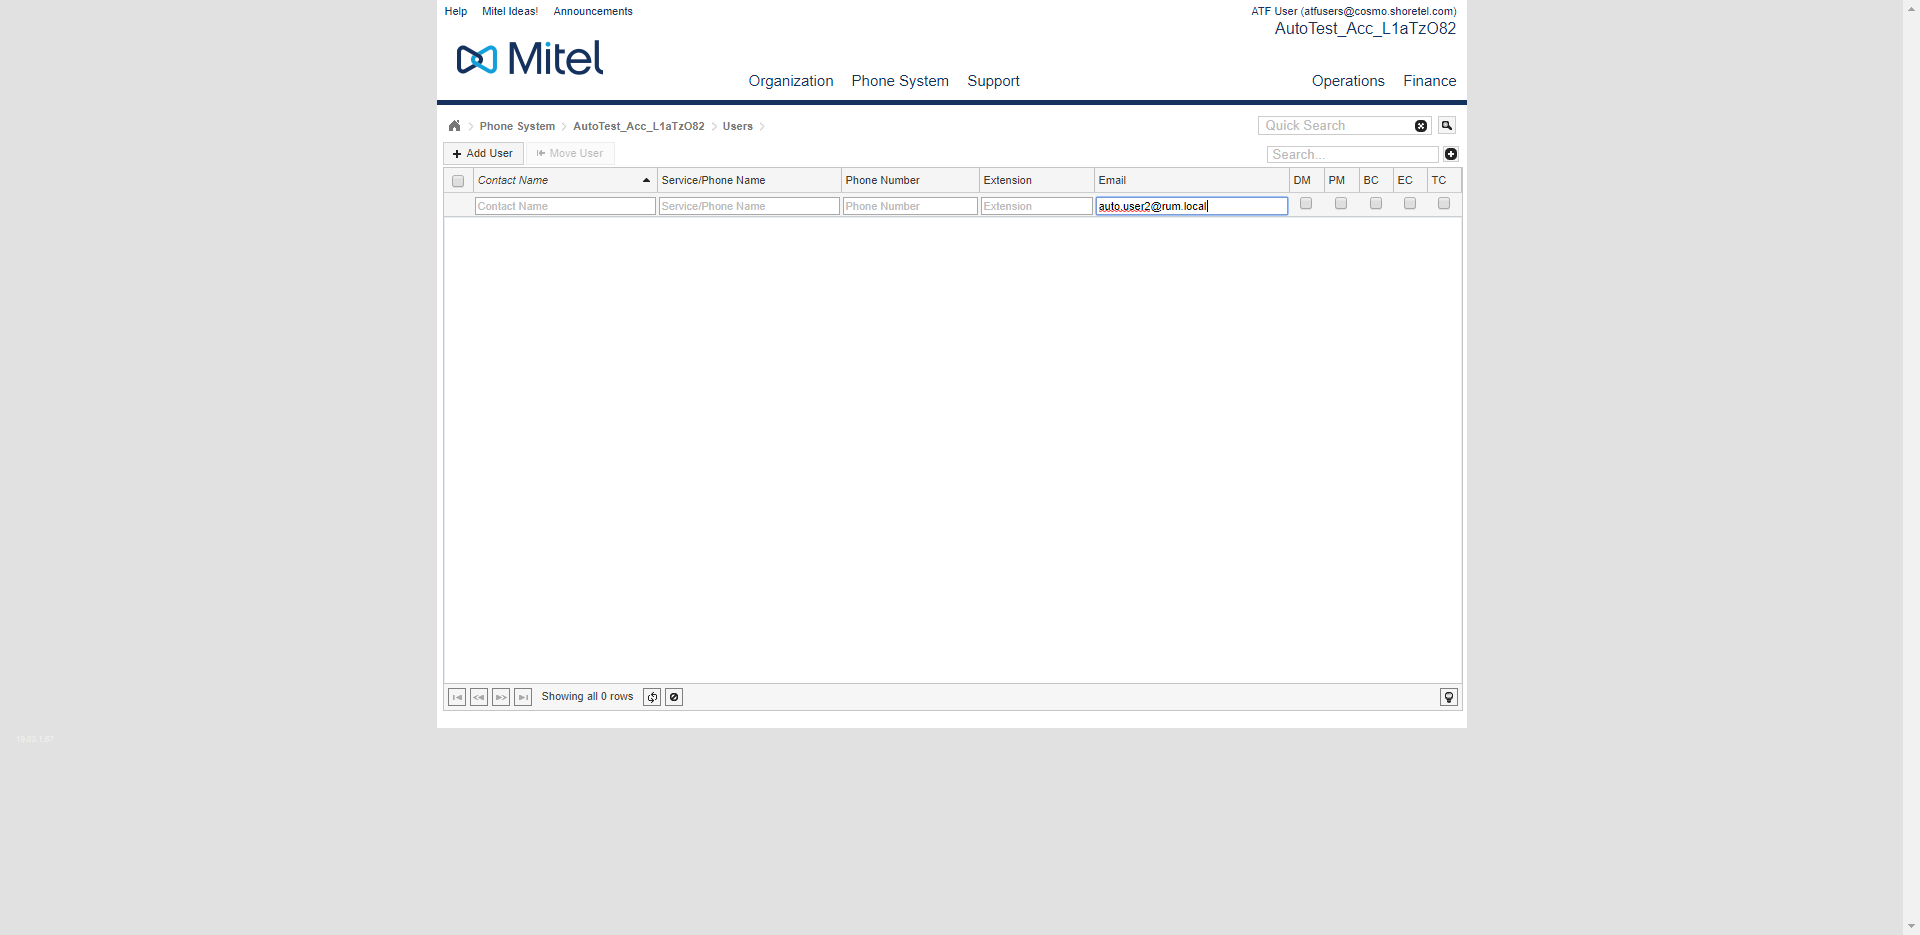 Help Mitel Ideas! Announcements
ATF User (atfusers@cosmo.shoretel.com)
AutoTest_Acc_L1aTzO82
Mitel
Organization Phone System Support Operations Finance
Phone System AutoTest_Acc_L1aTzO82 Users
Quick Search
Add User Move User
Search...
Contact Name Service/Phone Name Phone Number Extension Email DM PM BC EC TC
Contact Name Service/Phone Name Phone Number Extension auto.user2@rum.local
Showing all 0 rows